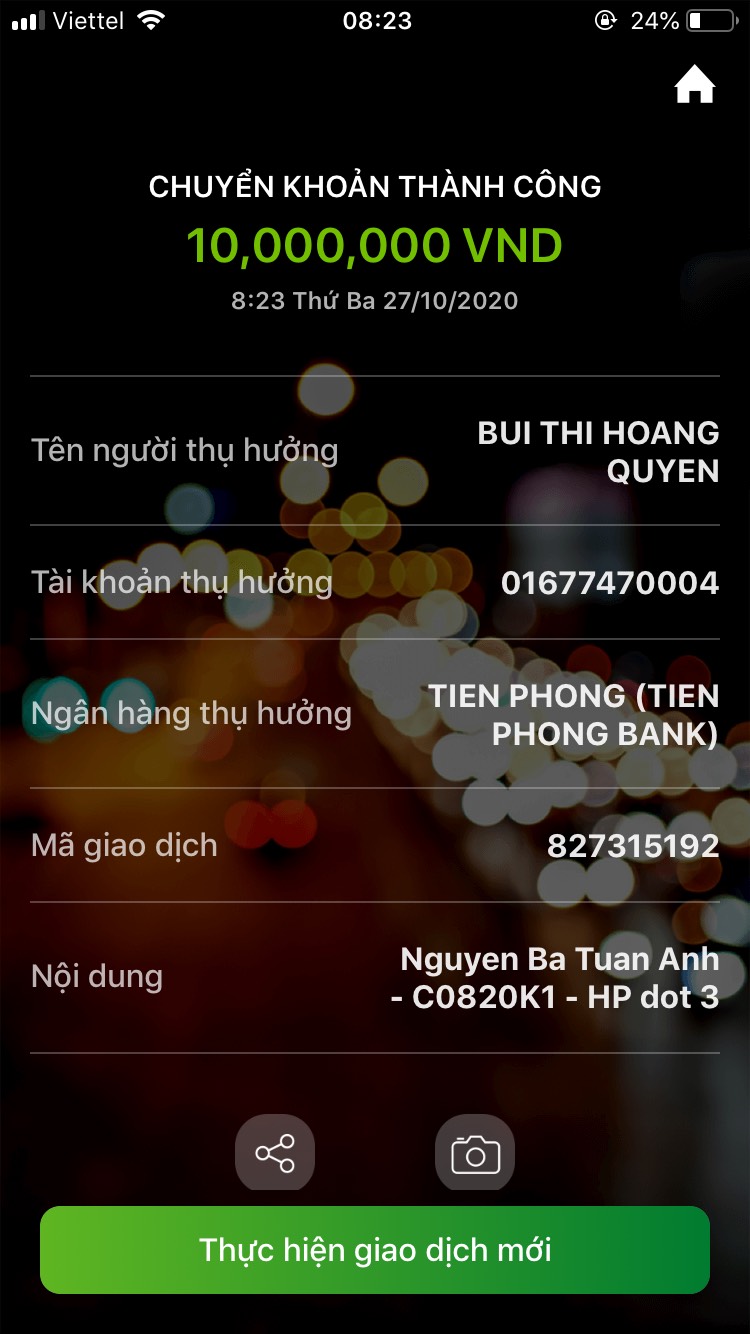 Viettel 08:23 24%
CHUYỂN KHOẢN THÀNH CÔNG
10,000,000 VND
8:23 Thứ Ba 27/10/2020
Tên người thụ hưởng
BUI THI HOANG
QUYEN
Tài khoản thụ hưởng
01677470004
Ngân hàng thụ hưởng
TIEN PHONG (TIEN
PHONG BANK)
Mã giao dịch
827315192
Nội dung
Nguyen Ba Tuan Anh
- C0820K1 - HP dot 3
Thực hiện giao dịch mới